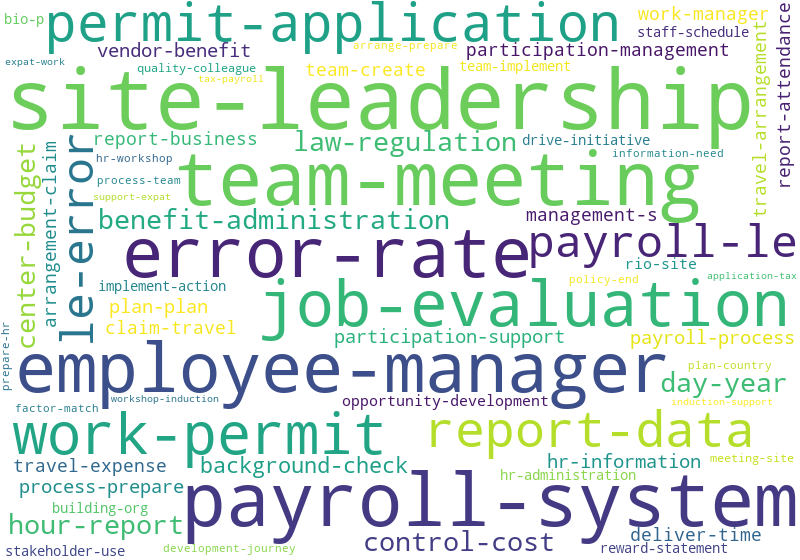 bio-p
permit-application
work-manager
staff-schedule
vendor-benefit
arrange-prepare
participation-management
expat-work
quality-colleague
team-create
team-implement
tax-payroll
site-leadership
travel-arrangement
report-attendance
report-business
law-regulation
drive-initiative
information-need
hr-workshop
process-team
support-expat
team-meeting
center-budget
arrangement-claim
le-error
benefit-administration
management-s
error-rate
payroll-le
rio-site
policy-end
application-tax
implement-action
plan-plan
claim-travel
job-evaluation
participation-support
payroll-process
prepare-hr
employee-manager
plan-country
day-year
workshop-induction
opportunity-development
induction-support
factor-match
work-permit
report-data
travel-expense
background-check
hr-information
meeting-site
process-prepare
payroll-system
hr-administration
building-org
hour-report
control-cost
deliver-time
stakeholder-use
development-journey
reward-statement